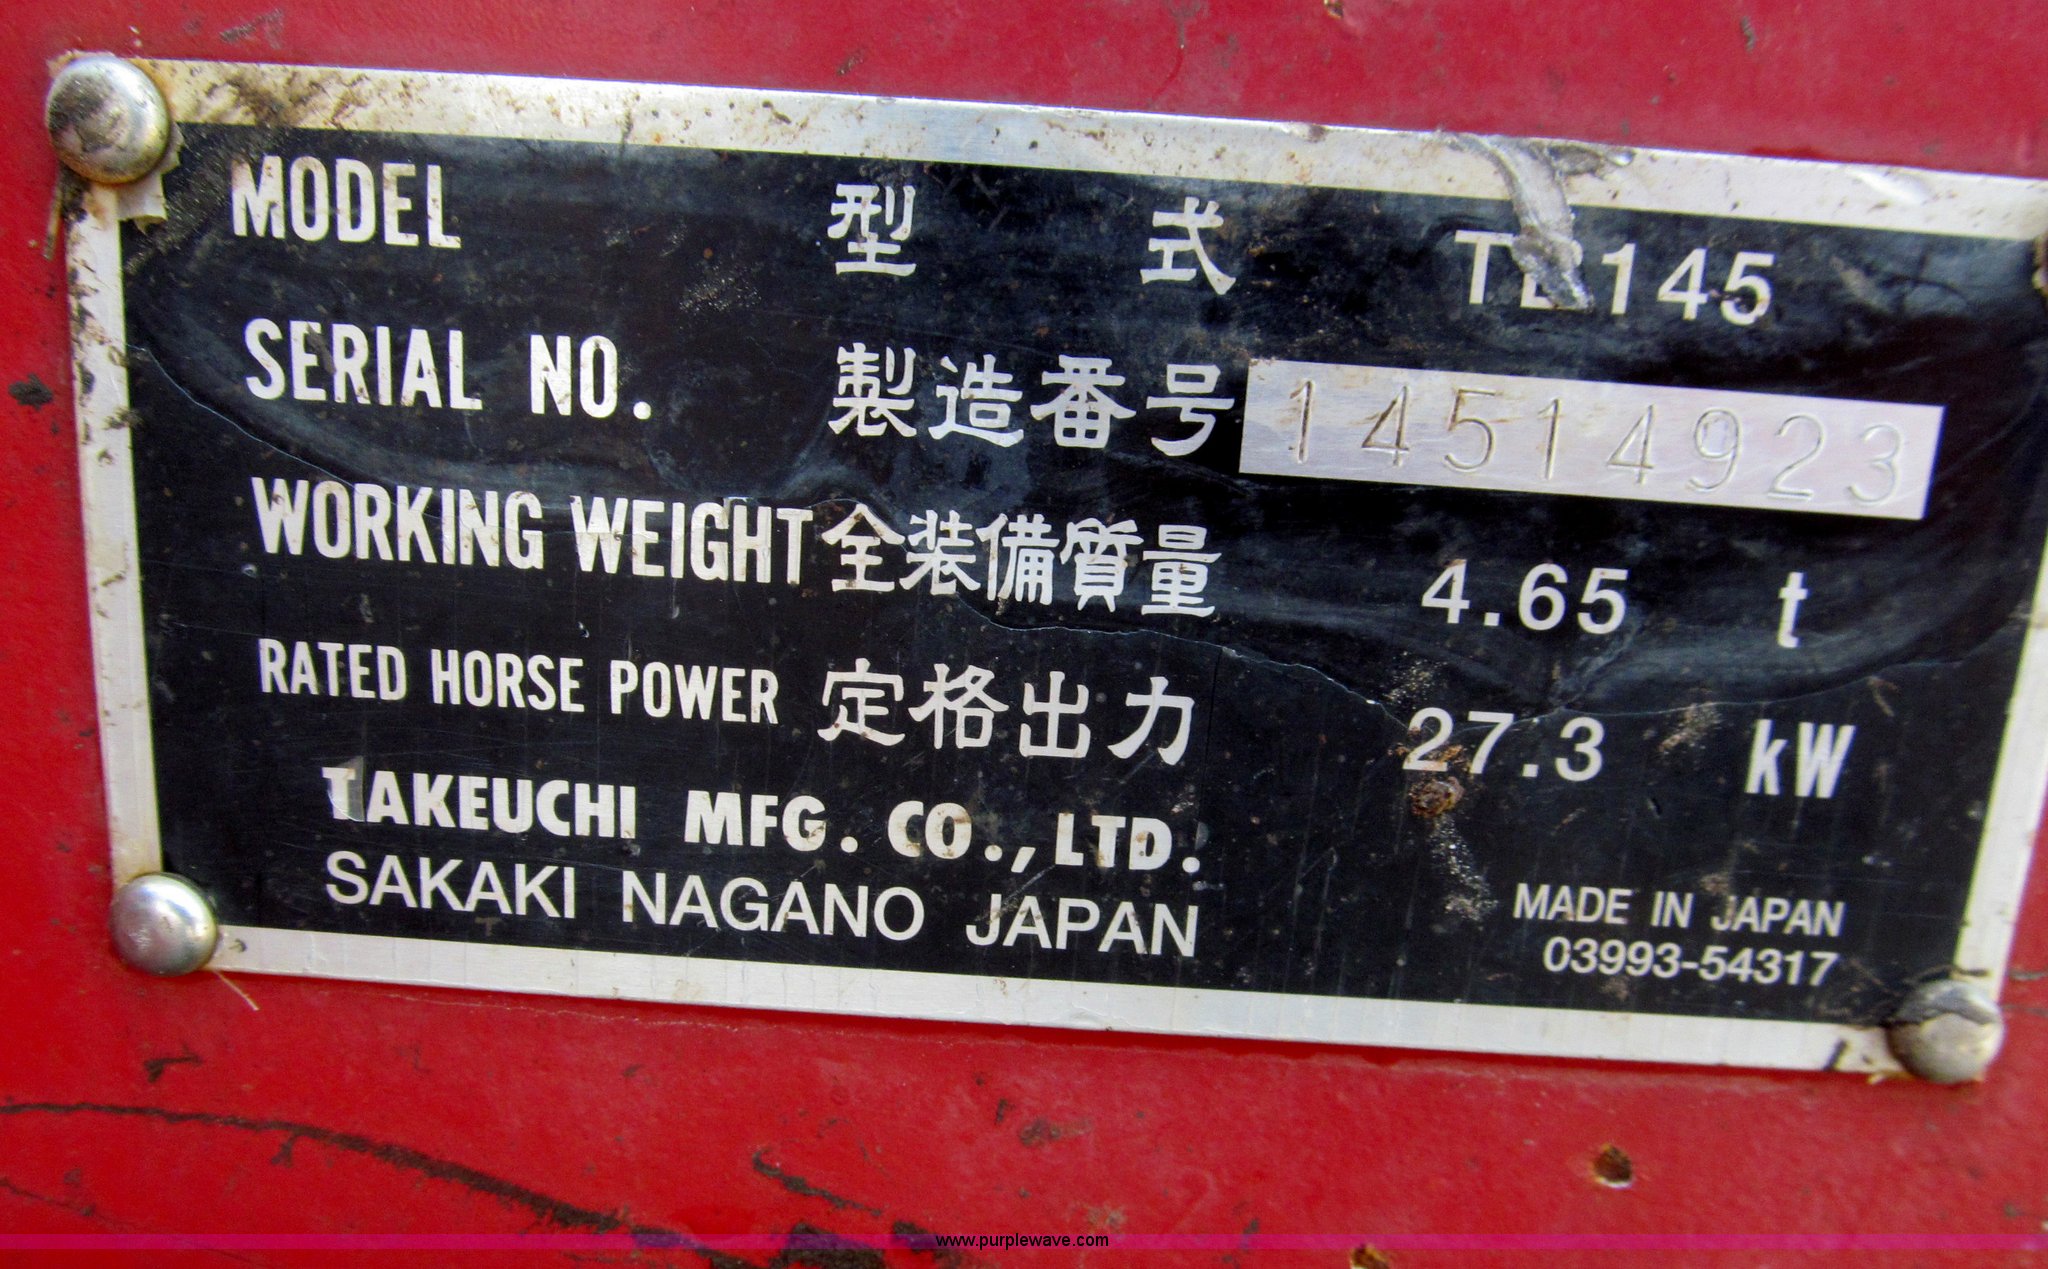 MODEL 型 式 TB145
SERIAL NO. 製造番号 14514923
WORKING WEIGHT 全装備質量 4.65 t
RATED HORSE POWER 定格出力 27.3 kW
TAKEUCHI MFG. CO., LTD.
SAKAKI NAGANO JAPAN
MADE IN JAPAN
03993-54317
www.purplewave.com